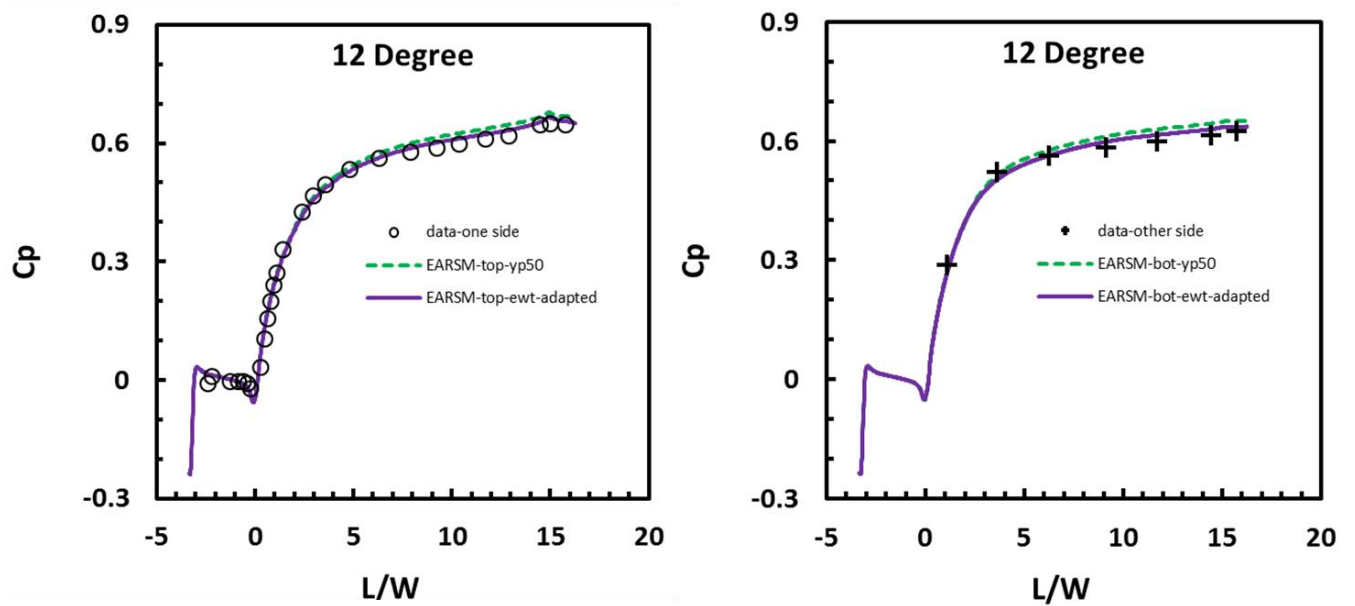 0.9
0.6
0.3
0
-0.3
-5
0
5
10
15
20
Cp
L/W
12 Degree
data-one side
EARSM-top-yp50
EARSM-top-ewt-adapted
0.9
0.6
0.3
0
-0.3
-5
0
5
10
15
20
Cp
L/W
12 Degree
data-other side
EARSM-bot-yp50
EARSM-bot-ewt-adapted